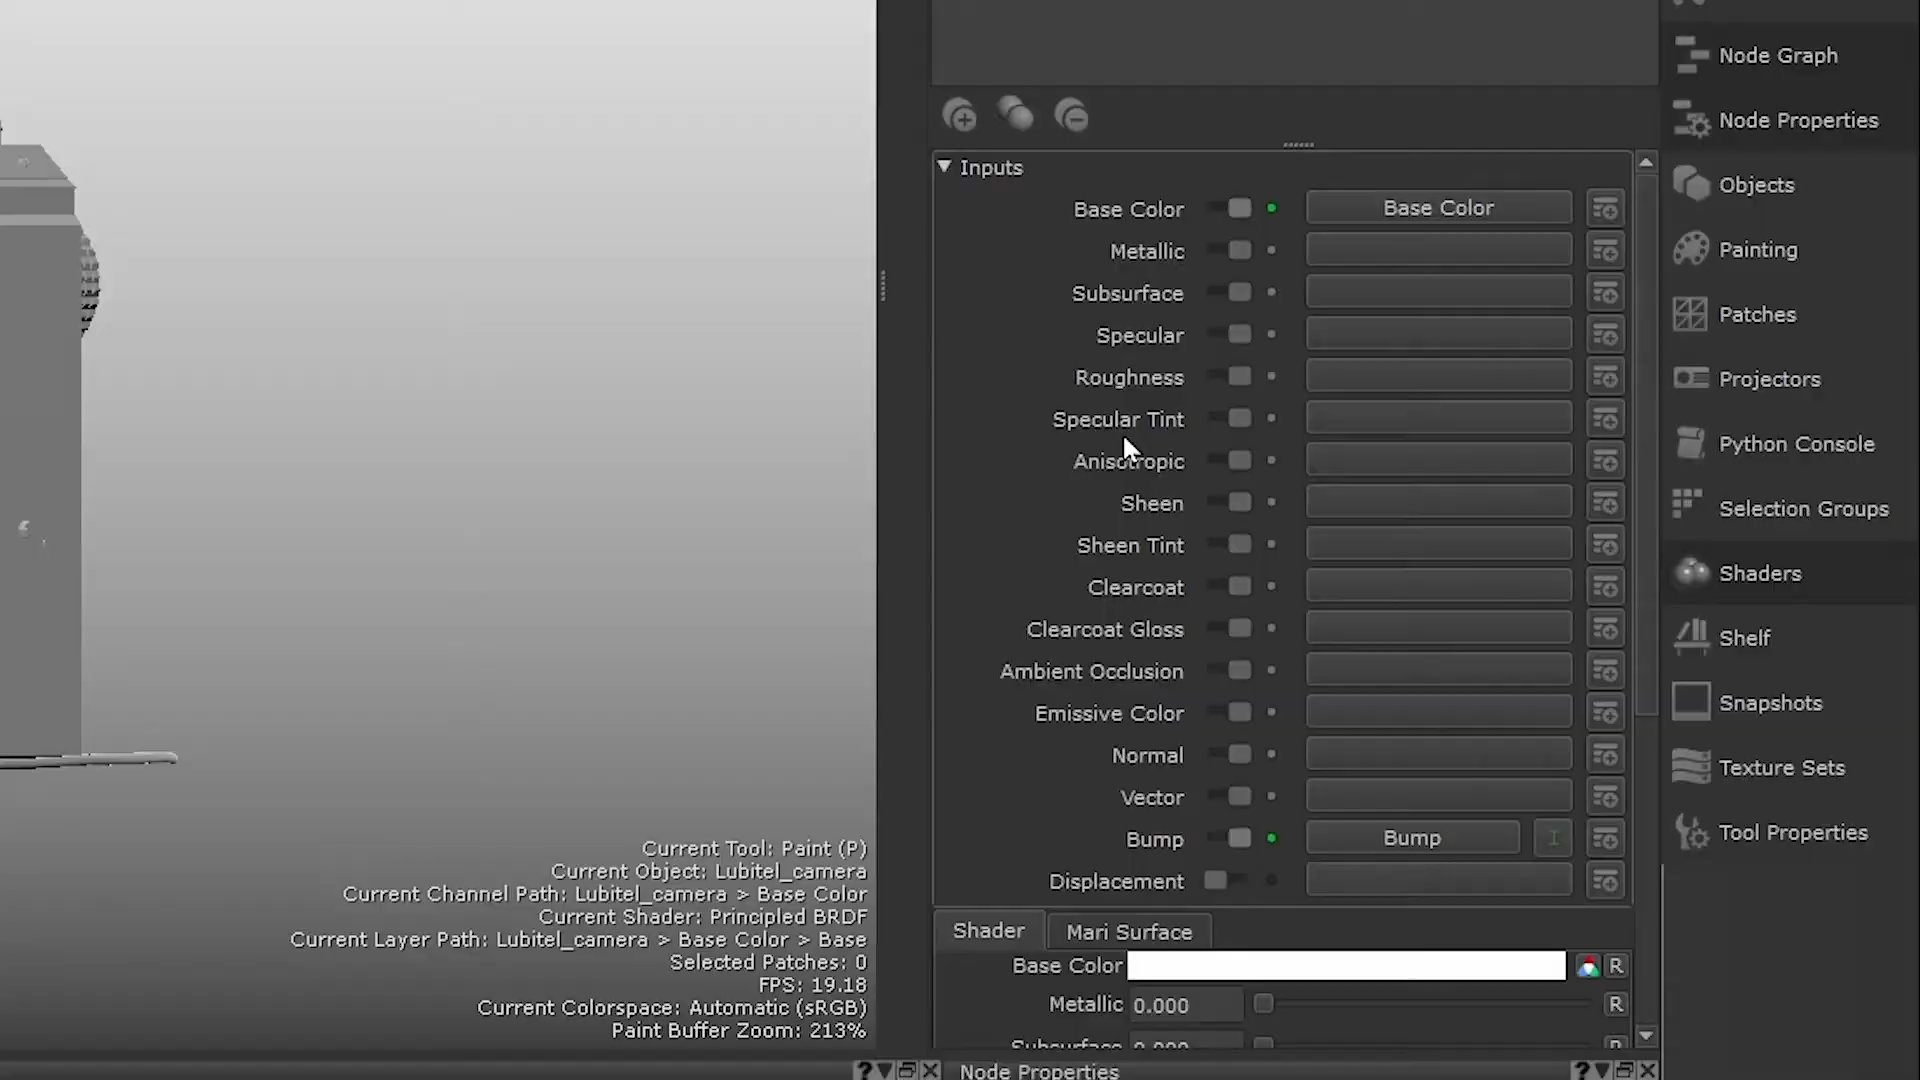 Node Graph
Node Properties
Objects
Painting
Patches
Projectors
Python Console
Selection Groups
Shaders
Shelf
Snapshots
Texture Sets
Tool Properties
Inputs
Base Color Base Color
Metallic
Subsurface
Specular
Roughness
Specular Tint
Anisotropic
Sheen
Sheen Tint
Clearcoat
Clearcoat Gloss
Ambient Occlusion
Emissive Color
Normal
Vector
Bump Bump I
Displacement
Shader Mari Surface
Base Color R
Metallic 0.000 R
Subsurface 0.000 R
Current Tool: Paint (P)
Current Object: Lubitel_camera
Current Channel Path: Lubitel_camera > Base Color
Current Shader: Principled BRDF
Current Layer Path: Lubitel_camera > Base Color > Base
Selected Patches: 0
FPS: 19.18
Current Colorspace: Automatic (sRGB)
Paint Buffer Zoom: 213%
? Node Properties ?